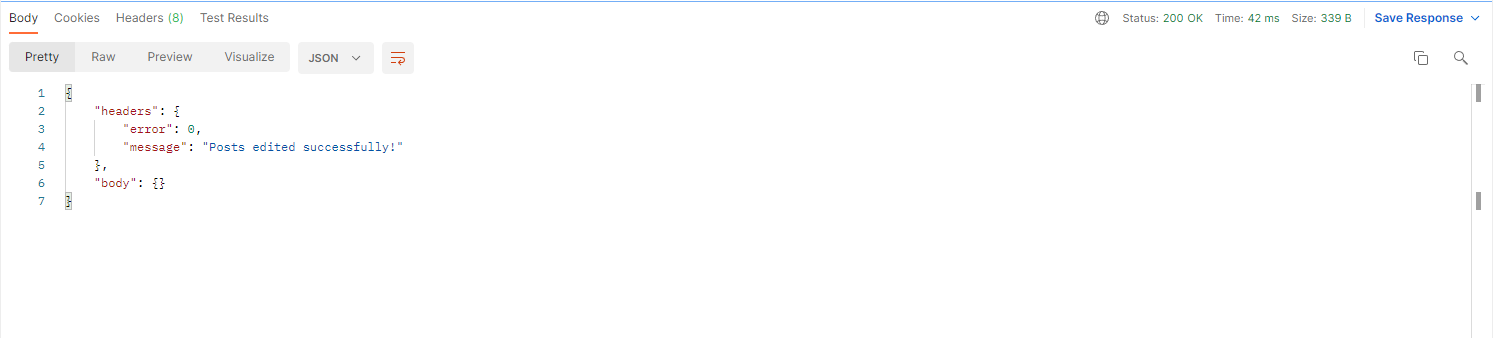 Body Cookies Headers (8) Test Results Status: 200 OK Time: 42 ms Size: 339 B Save Response
Pretty Raw Preview Visualize JSON
1 {
2 "headers": {
3 "error": 0,
4 "message": "Posts edited successfully!"
5 },
6 "body": {}
7 }